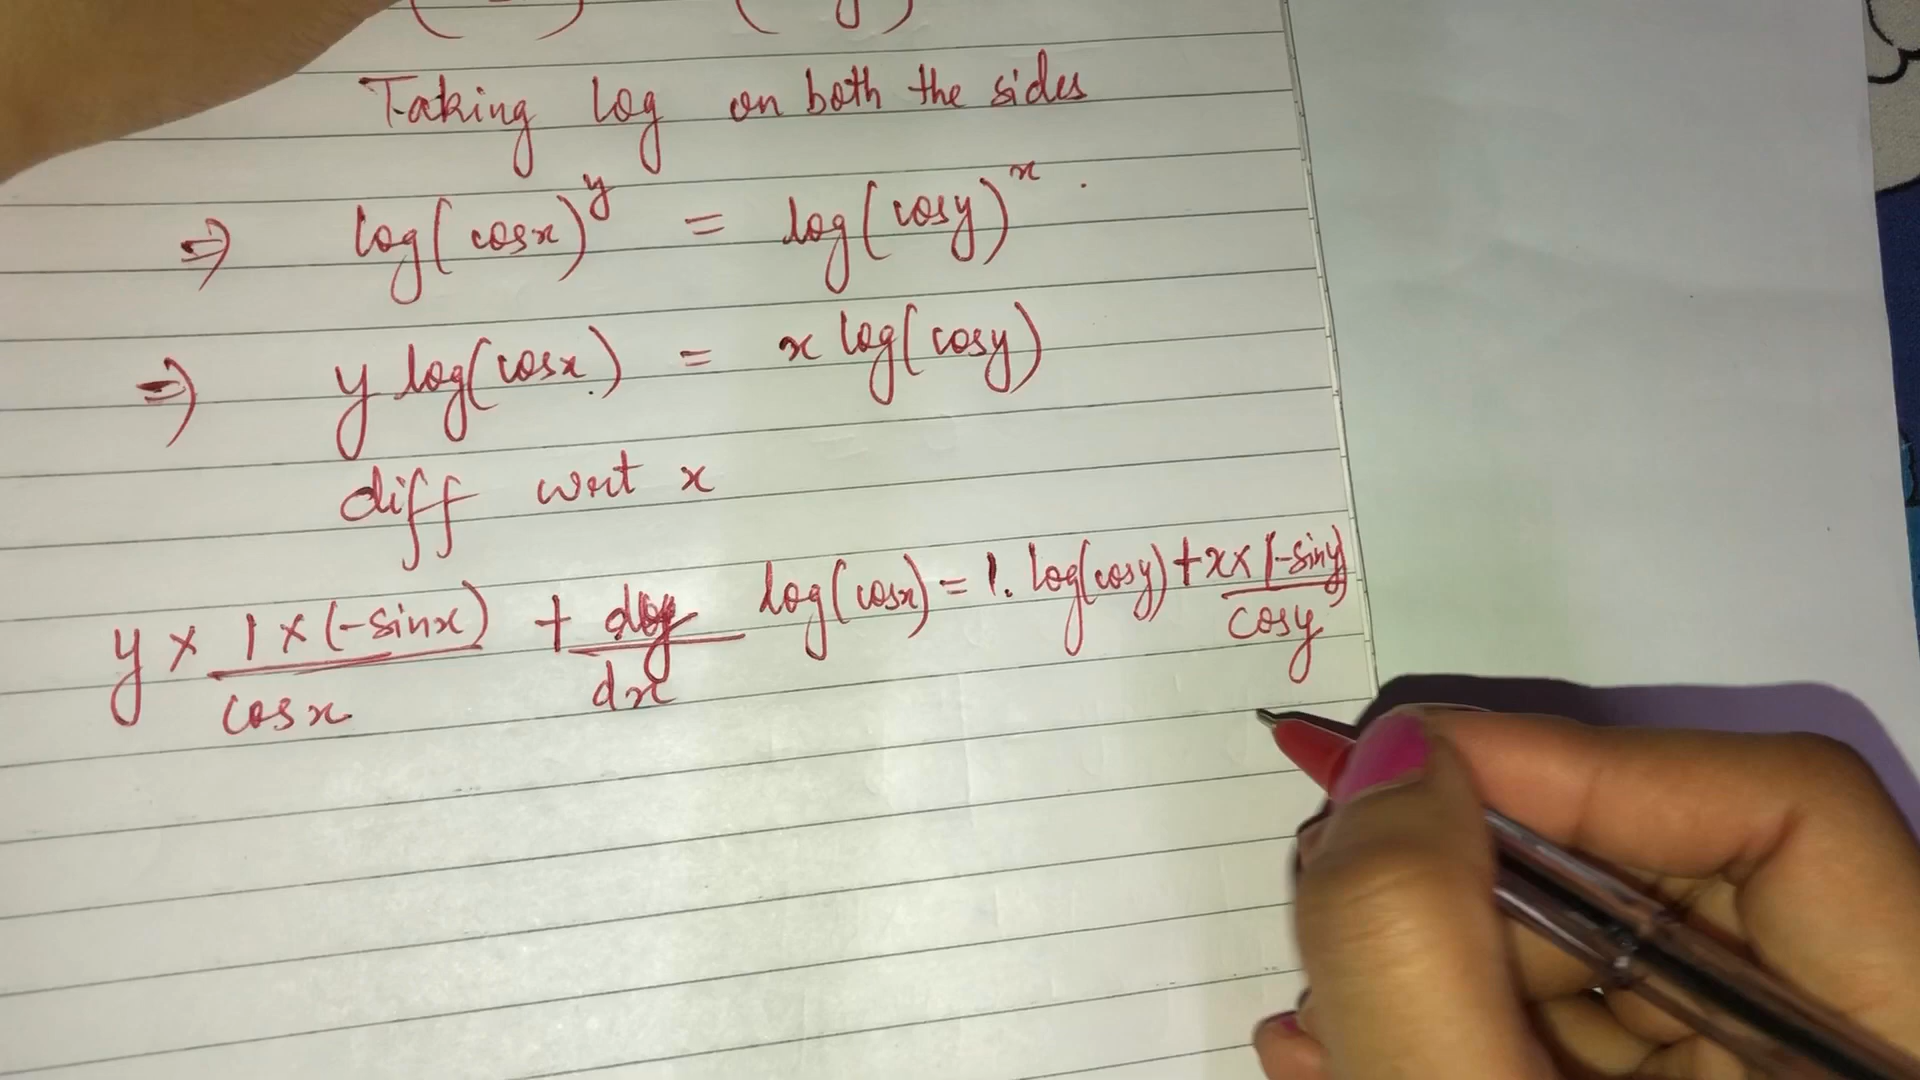 Taking log on both the sides
⇒ log(cosx)^y = log(cosy)^x .
⇒ y log(cosx) = x log(cosy)
diff wrt x
y × 1 × (-sinx) / cosx + dy / dx log(cosx) = 1. log(cosy) + x × (-siny) / cosy